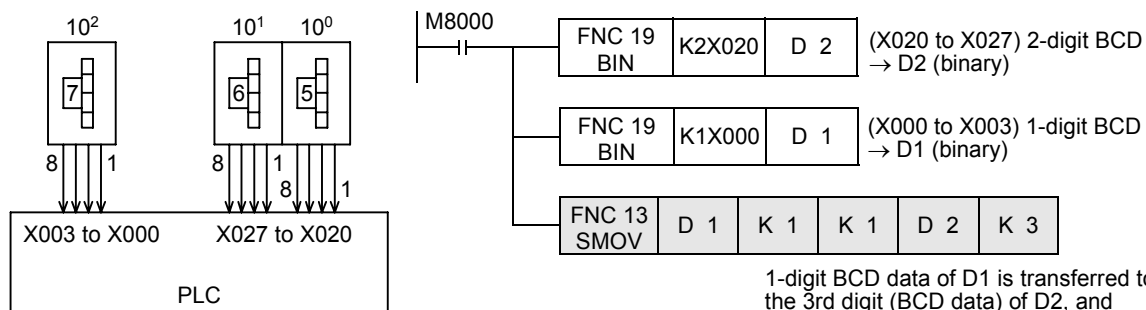 10² 10¹ 10⁰
7 6 5
8 1 8 1
8 1
X003 to X000 X027 to X020
PLC
M8000
FNC 19 BIN K2X020 D 2
(X020 to X027) 2-digit BCD
→ D2 (binary)
FNC 19 BIN K1X000 D 1
(X000 to X003) 1-digit BCD
→ D1 (binary)
FNC 13 SMOV D 1 K 1 K 1 D 2 K 3
1-digit BCD data of D1 is transferred to
the 3rd digit (BCD data) of D2, and